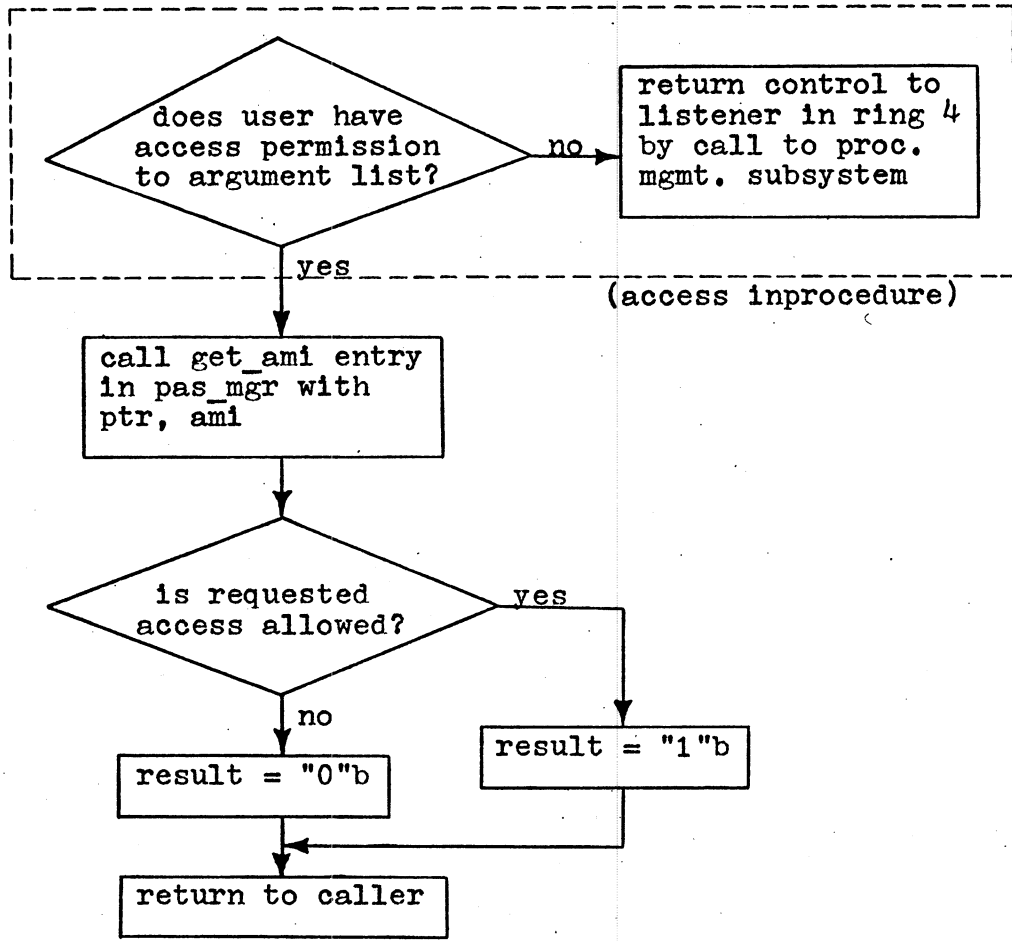 does user have
access permission
to argument list?
no
return control to
listener in ring 4
by call to proc.
mgmt. subsystem
yes
(access inprocedure)
call get_ami entry
in pas_mgr with
ptr, ami
is requested
access allowed?
yes
no
result = "0"b
result = "1"b
return to caller